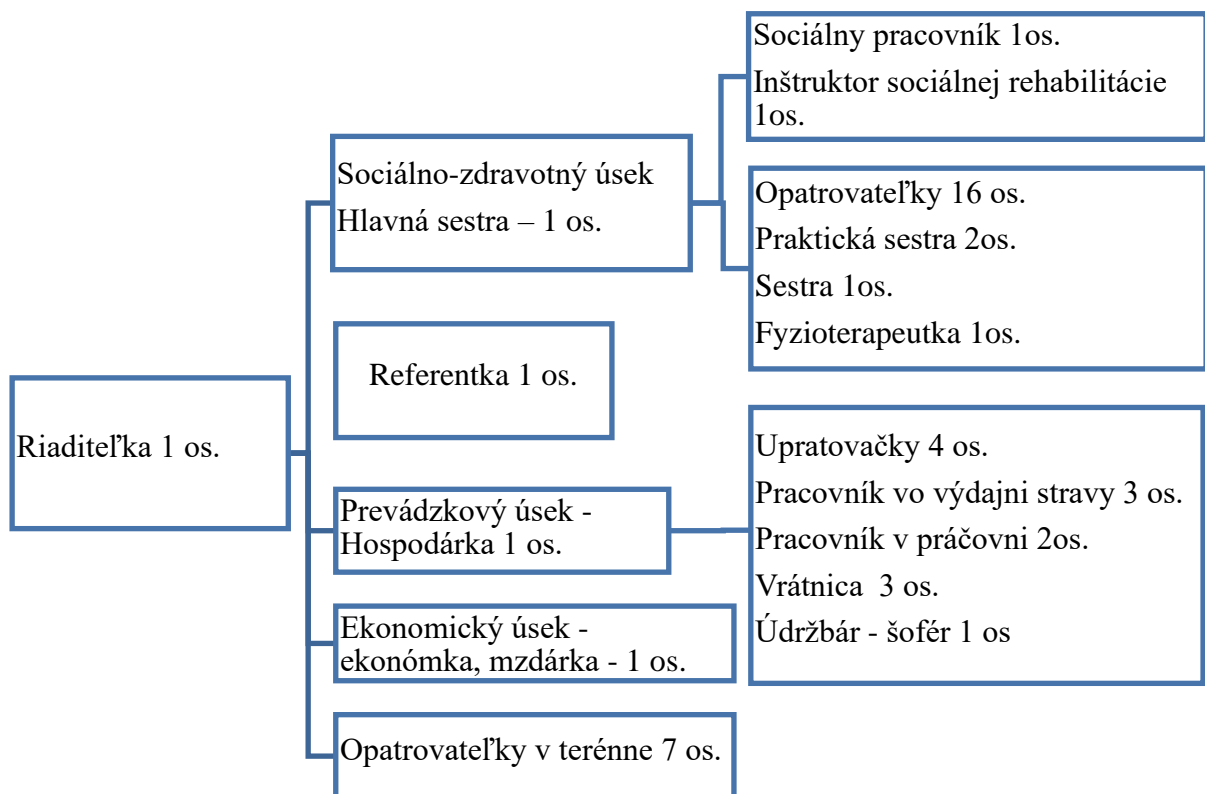 Riaditeľka 1 os.
Sociálno-zdravotný úsek
Hlavná sestra – 1 os.
Referentka 1 os.
Prevádzkový úsek -
Hospodárka 1 os.
Ekonomický úsek -
ekonómka, mzdárka - 1 os.
Opatrovateľky v terénne 7 os.
Sociálny pracovník 1os.
Inštruktor sociálnej rehabilitácie
1os.
Opatrovateľky 16 os.
Praktická sestra 2os.
Sestra 1os.
Fyzioterapeutka 1os.
Upratovačky 4 os.
Pracovník vo výdajni stravy 3 os.
Pracovník v práčovni 2os.
Vrátnica  3 os.
Údržbár - šofér 1 os